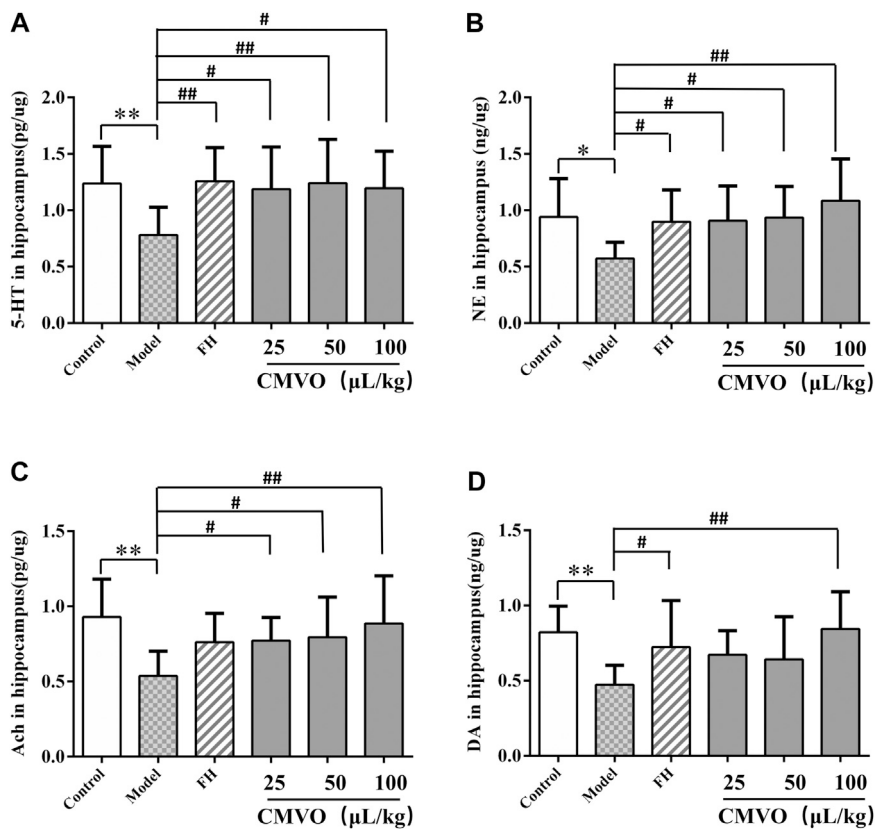 A
#
##
#
##
**
5-HT in hippocampus(pg/ug)
2.0
1.5
1.0
0.5
0.0
Control
Model
FH
25 50 100
CMVO (μL/kg)
B
##
#
#
#
*
NE in hippocampus (ng/ug)
2.0
1.5
1.0
0.5
0.0
Control
Model
FH
25 50 100
CMVO (μL/kg)
C
##
#
#
**
Ach in hippocampus(pg/ug)
1.5
1.0
0.5
0.0
Control
Model
FH
25 50 100
CMVO (μL/kg)
D
##
#
**
DA in hippocampus(ng/ug)
1.5
1.0
0.5
0.0
Control
Model
FH
25 50 100
CMVO (μL/kg)